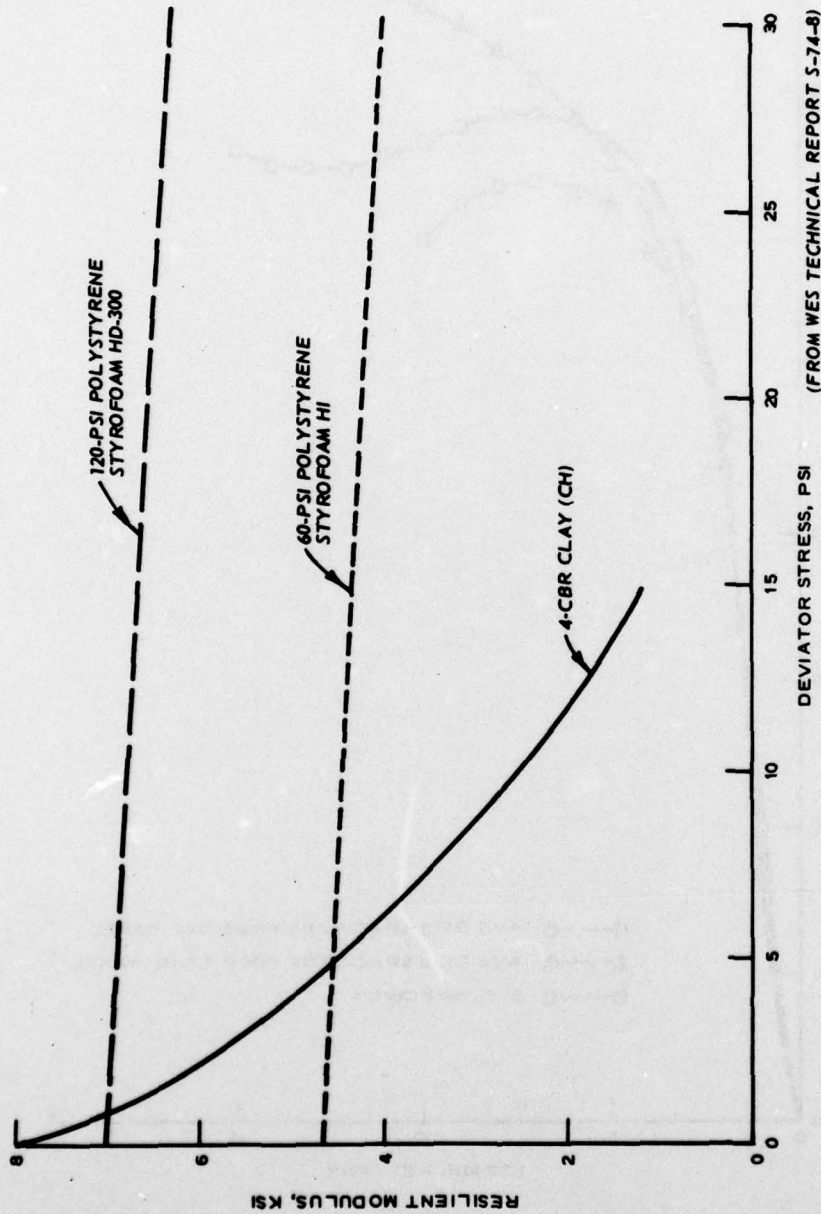 RESILIENT MODULUS, KSI
8
6
4
2
0
120-PSI POLYSTYRENE
STYROFOAM HD-300
60-PSI POLYSTYRENE
STYROFOAM HI
4-CBR CLAY (CH)
0
5
10
15
20
25
30
DEVIATOR STRESS, PSI
(FROM WES TECHNICAL REPORT S-74-8)